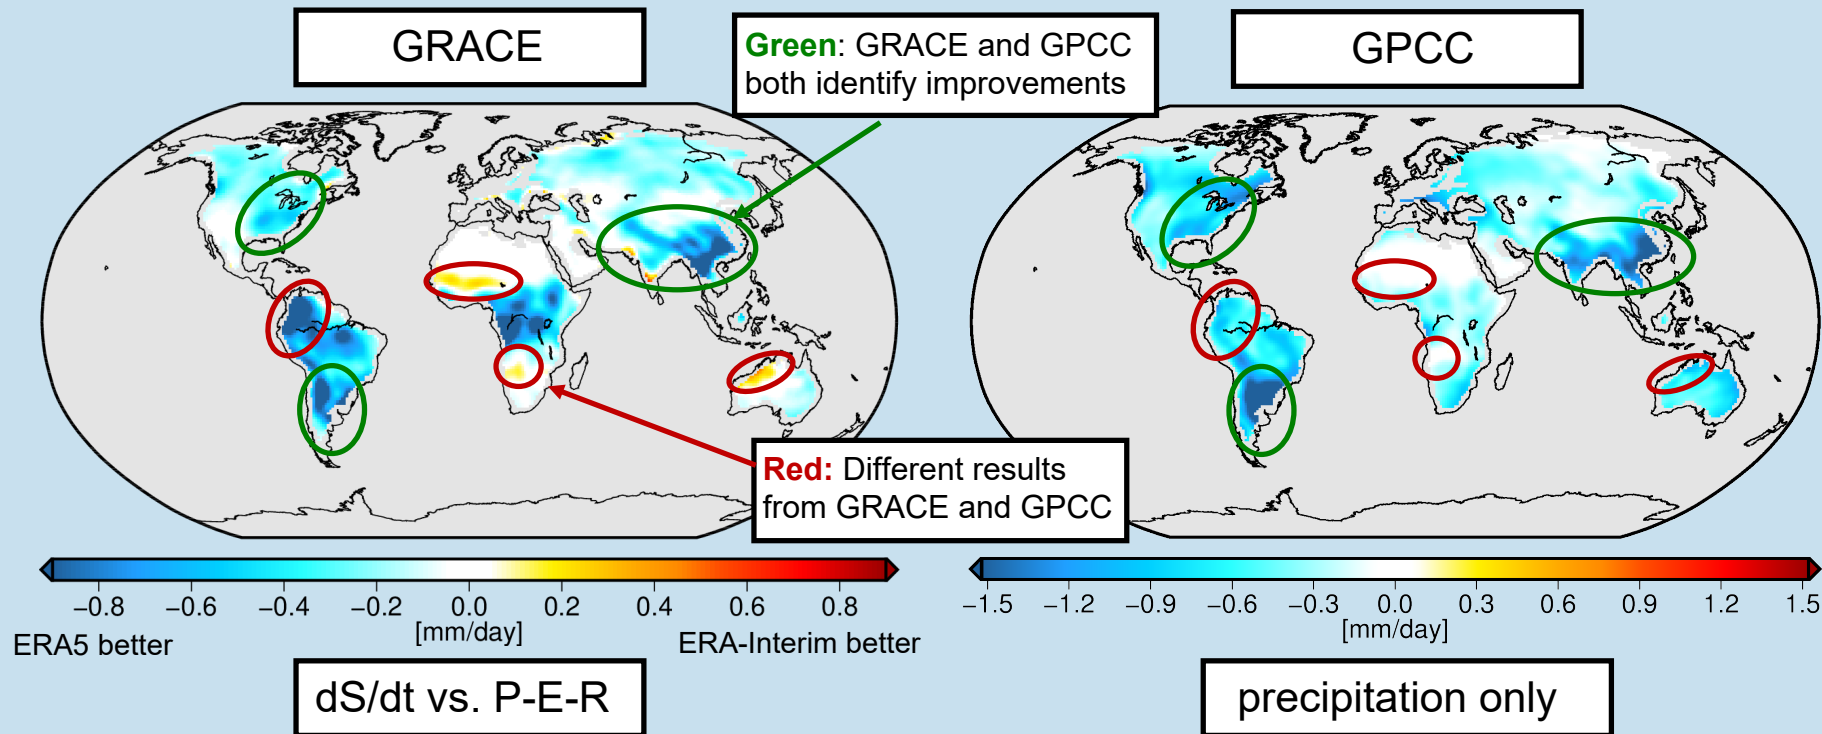 GRACE
Green: GRACE and GPCC
both identify improvements
GPCC
Red: Different results
from GRACE and GPCC
−0.8 −0.6 −0.4 −0.2 0.0 0.2 0.4 0.6 0.8
[mm/day]
ERA5 better
ERA-Interim better
−1.5 −1.2 −0.9 −0.6 −0.3 0.0 0.3 0.6 0.9 1.2 1.5
[mm/day]
dS/dt vs. P-E-R
precipitation only